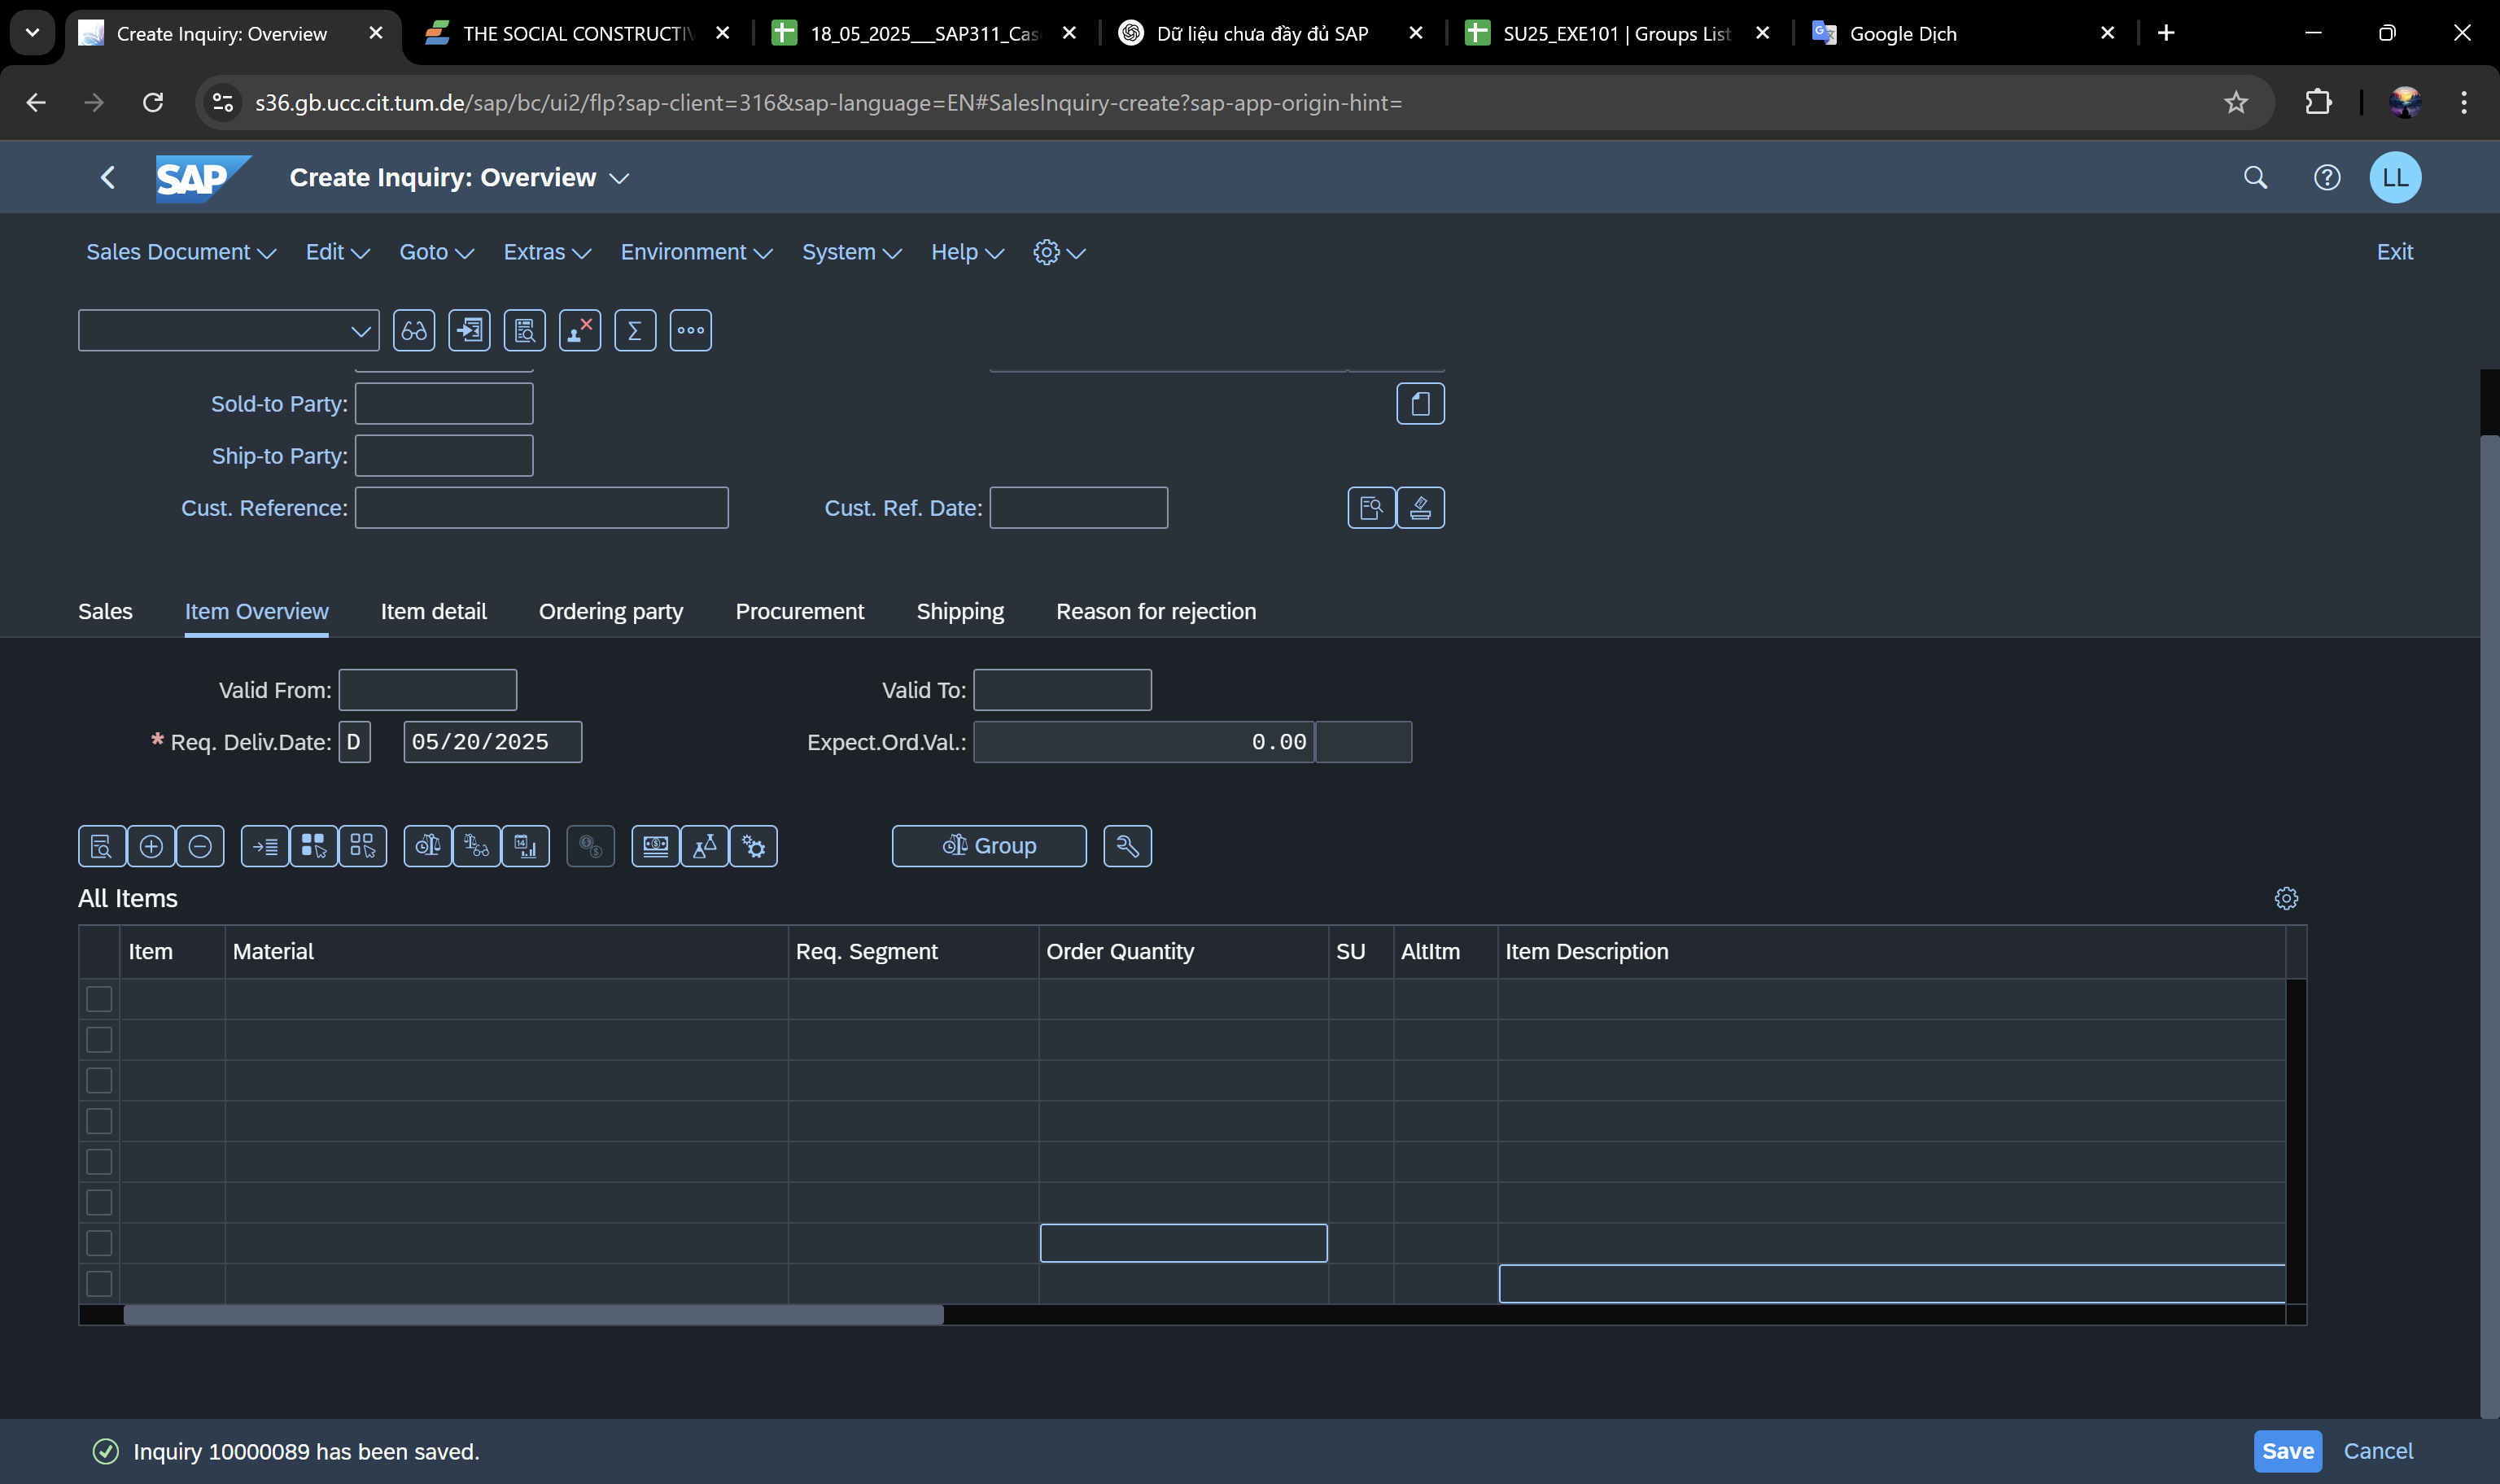 Create Inquiry: Overview
THE SOCIAL CONSTRUCTIV
18_05_2025___SAP311_Cas
Dữ liệu chưa đầy đủ SAP
SU25_EXE101 | Groups List
Google Dịch
s36.gb.ucc.cit.tum.de/sap/bc/ui2/flp?sap-client=316&sap-language=EN#SalesInquiry-create?sap-app-origin-hint=
SAP Create Inquiry: Overview LL
Sales Document Edit Goto Extras Environment System Help Exit
Sold-to Party:
Ship-to Party:
Cust. Reference: Cust. Ref. Date:
Sales Item Overview Item detail Ordering party Procurement Shipping Reason for rejection
Valid From: Valid To:
* Req. Deliv.Date: D 05/20/2025 Expect.Ord.Val.: 0.00
Group
All Items
Item Material Req. Segment Order Quantity SU AltItm Item Description
Inquiry 10000089 has been saved. Save Cancel